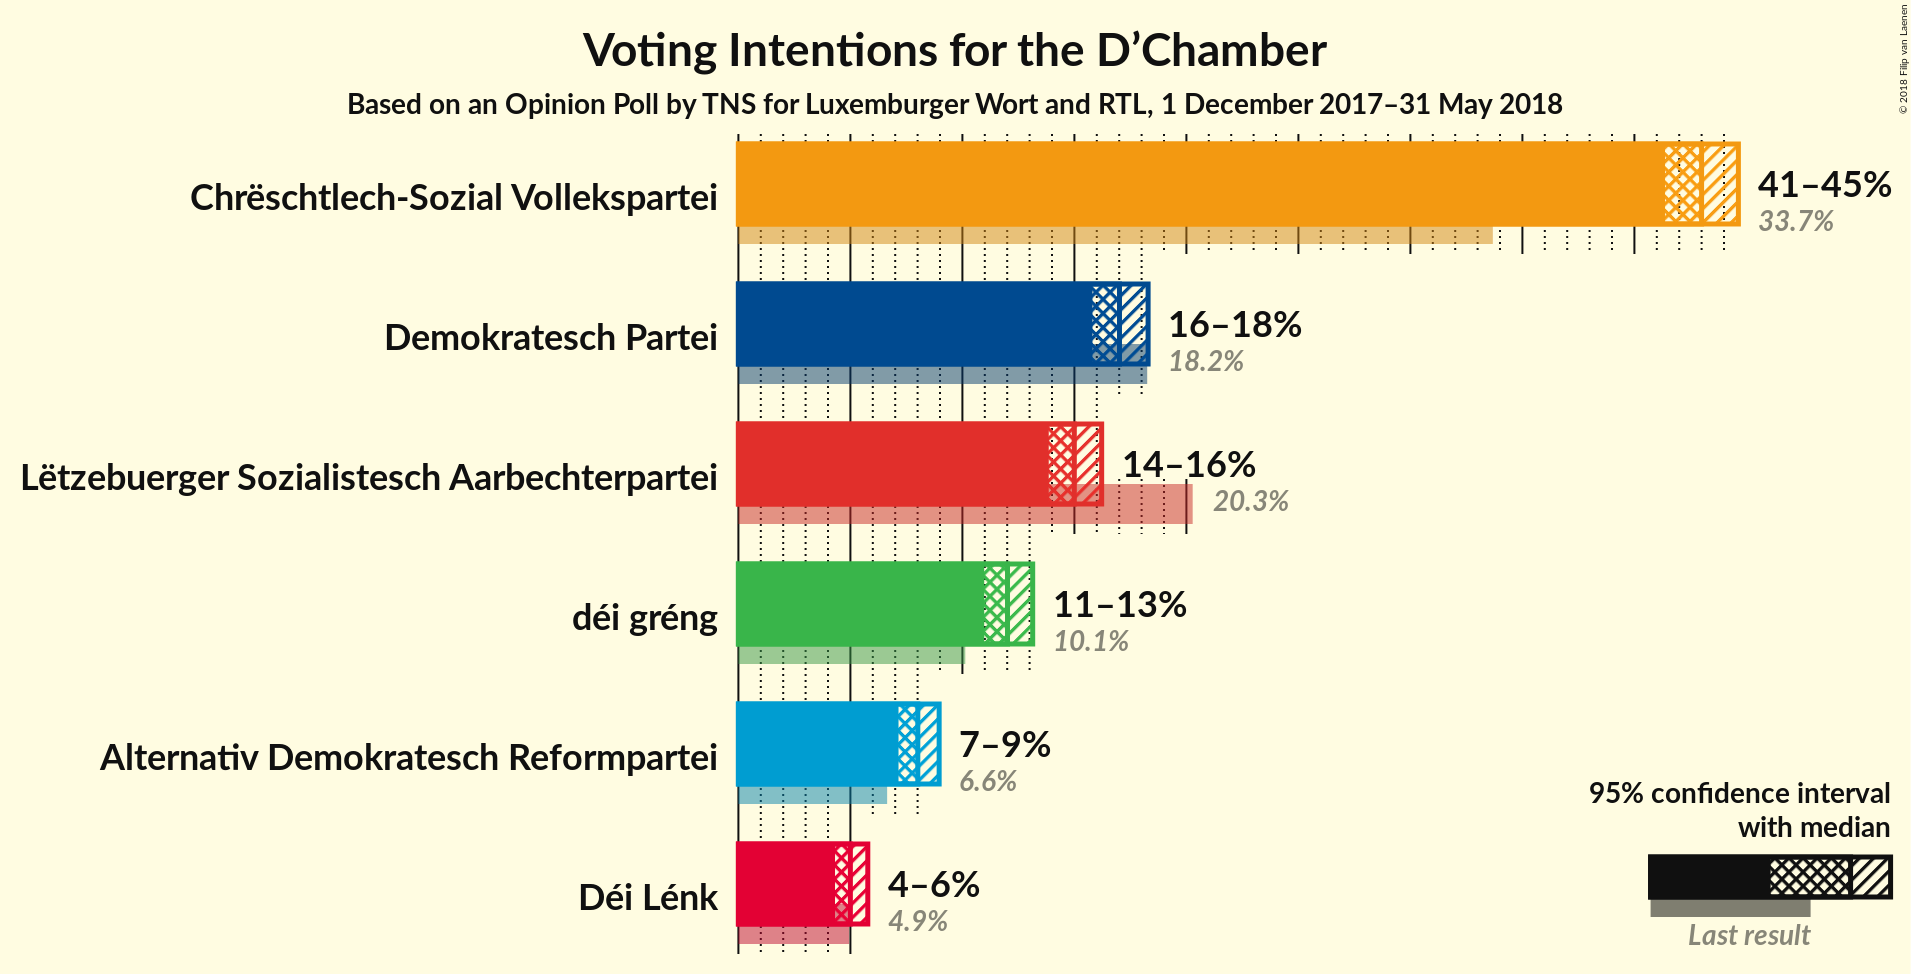 Voting Intentions for the D’Chamber
Based on an Opinion Poll by TNS for Luxemburger Wort and RTL, 1 December 2017–31 May 2018
© 2018 Filip van Laenen
Chrëschtlech-Sozial Vollekspartei
41–45%
33.7%
Demokratesch Partei
16–18%
18.2%
Lëtzebuerger Sozialistesch Aarbechterpartei
14–16%
20.3%
déi gréng
11–13%
10.1%
Alternativ Demokratesch Reformpartei
7–9%
6.6%
Déi Lénk
4–6%
4.9%
95% confidence interval
with median
Last result